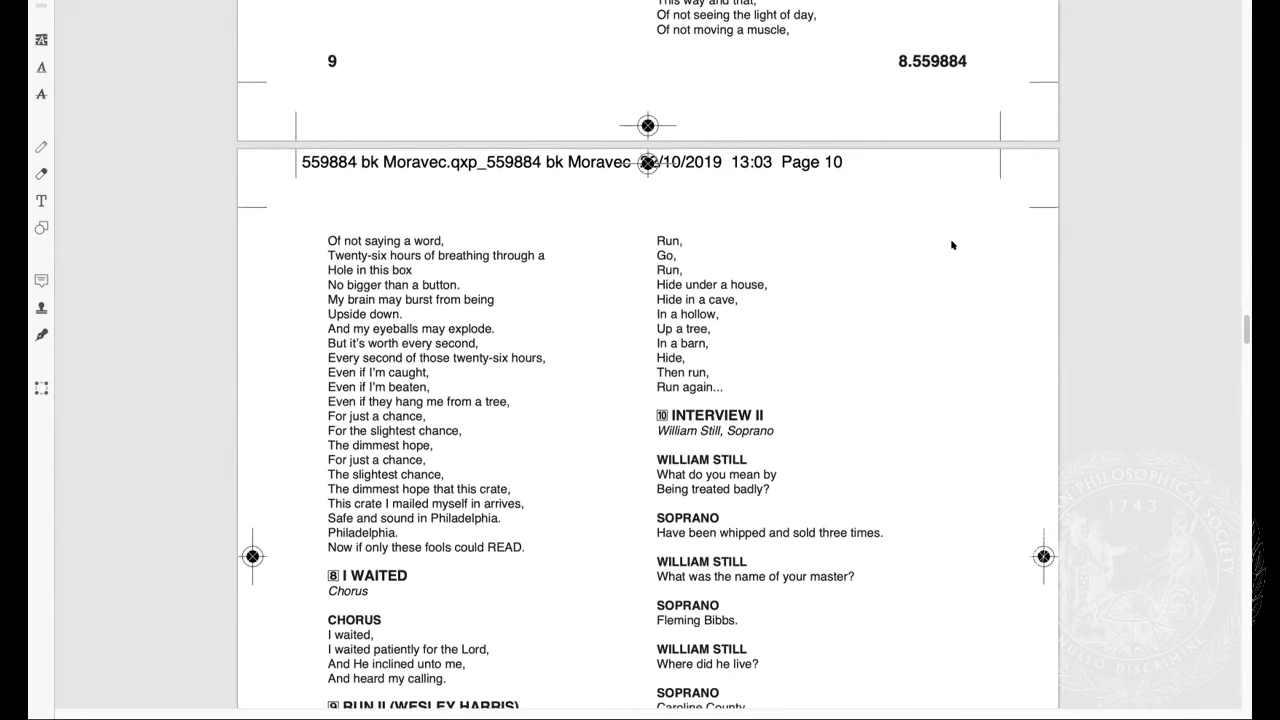 This way and that,
Of not seeing the light of day,
Of not moving a muscle,
9
8.559884
559884 bk Moravec.qxp_559884 bk Moravec /10/2019 13:03 Page 10
Of not saying a word,
Twenty-six hours of breathing through a
Hole in this box
No bigger than a button.
My brain may burst from being
Upside down.
And my eyeballs may explode.
But it's worth every second,
Every second of those twenty-six hours,
Even if I'm caught,
Even if I'm beaten,
Even if they hang me from a tree,
For just a chance,
For the slightest chance,
The dimmest hope,
For just a chance,
The slightest chance,
The dimmest hope that this crate,
This crate I mailed myself in arrives,
Safe and sound in Philadelphia.
Philadelphia.
Now if only these fools could READ.
8 I WAITED
Chorus
CHORUS
I waited,
I waited patiently for the Lord,
And He inclined unto me,
And heard my calling.
9 RUN II (WESLEY HARRIS)
Run,
Go,
Run,
Hide under a house,
Hide in a cave,
In a hollow,
Up a tree,
In a barn,
Hide,
Then run,
Run again...
10 INTERVIEW II
William Still, Soprano
WILLIAM STILL
What do you mean by
Being treated badly?
SOPRANO
Have been whipped and sold three times.
WILLIAM STILL
What was the name of your master?
SOPRANO
Fleming Bibbs.
WILLIAM STILL
Where did he live?
SOPRANO
Caroline County
1743